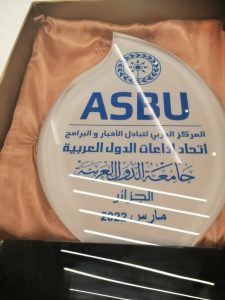 ASBU
المركز العربي لتبادل الأخبار و البرامج
اتحاد إذاعات الدول العربية
جامعة الدول العربية
الجزائر
مارس 2022